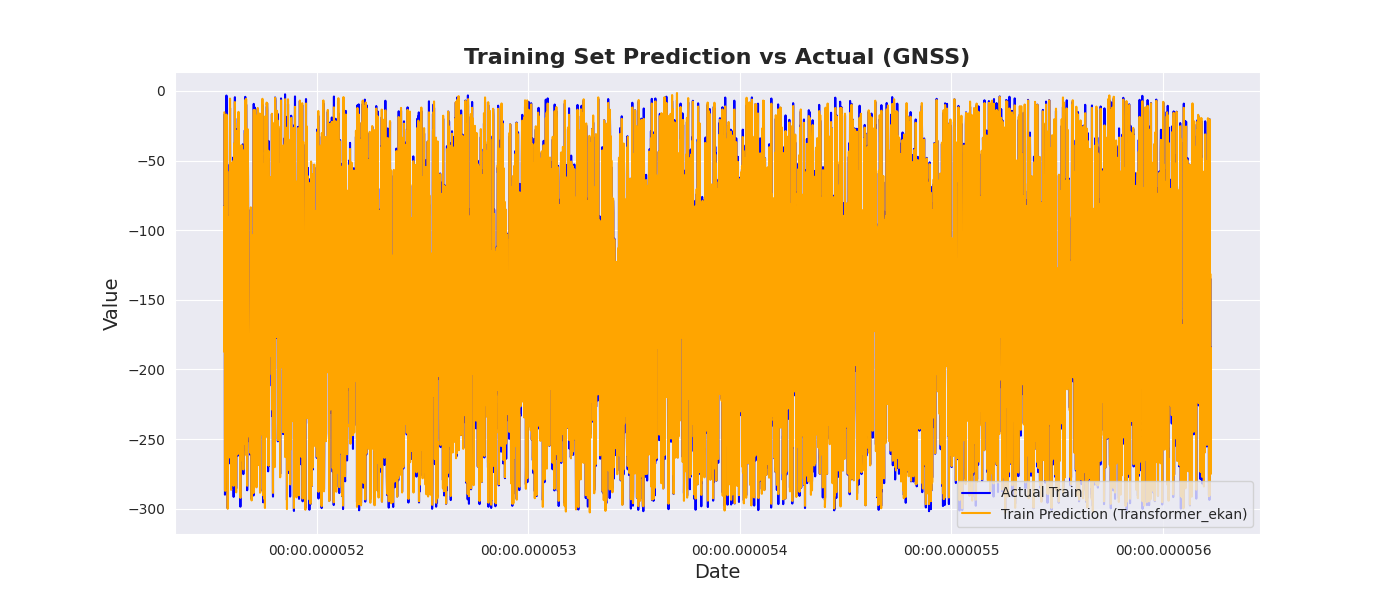 Training Set Prediction vs Actual (GNSS)
Value
0
−50
−100
−150
−200
−250
−300
Actual Train
Train Prediction (Transformer_ekan)
00:00.000052 00:00.000053 00:00.000054 00:00.000055 00:00.000056
Date